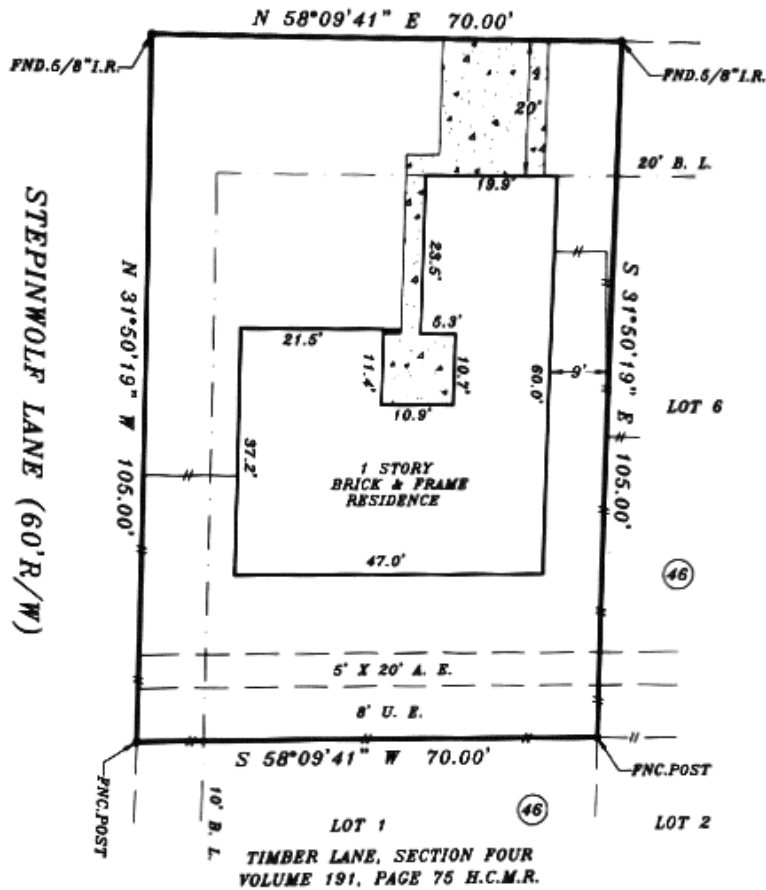 N 58°09'41" E 70.00'
FND.5/8"I.R.
FND.5/8"I.R.
20'
20' B. L.
19.9'
STEPINWOLF LANE (60'R/W)
N 31°50'19" W 105.00'
23.5'
S 31°50'19" E 105.00'
21.5'
5.3'
11.4'
10.7'
10.9'
60.0'
9'
LOT 6
37.2'
1 STORY
BRICK & FRAME
RESIDENCE
47.0'
46
5' X 20' A. E.
8' U. E.
S 58°09'41" W 70.00'
FNC.POST
FNC.POST
10' B. L.
46
LOT 1
LOT 2
TIMBER LANE, SECTION FOUR
VOLUME 191, PAGE 75 H.C.M.R.